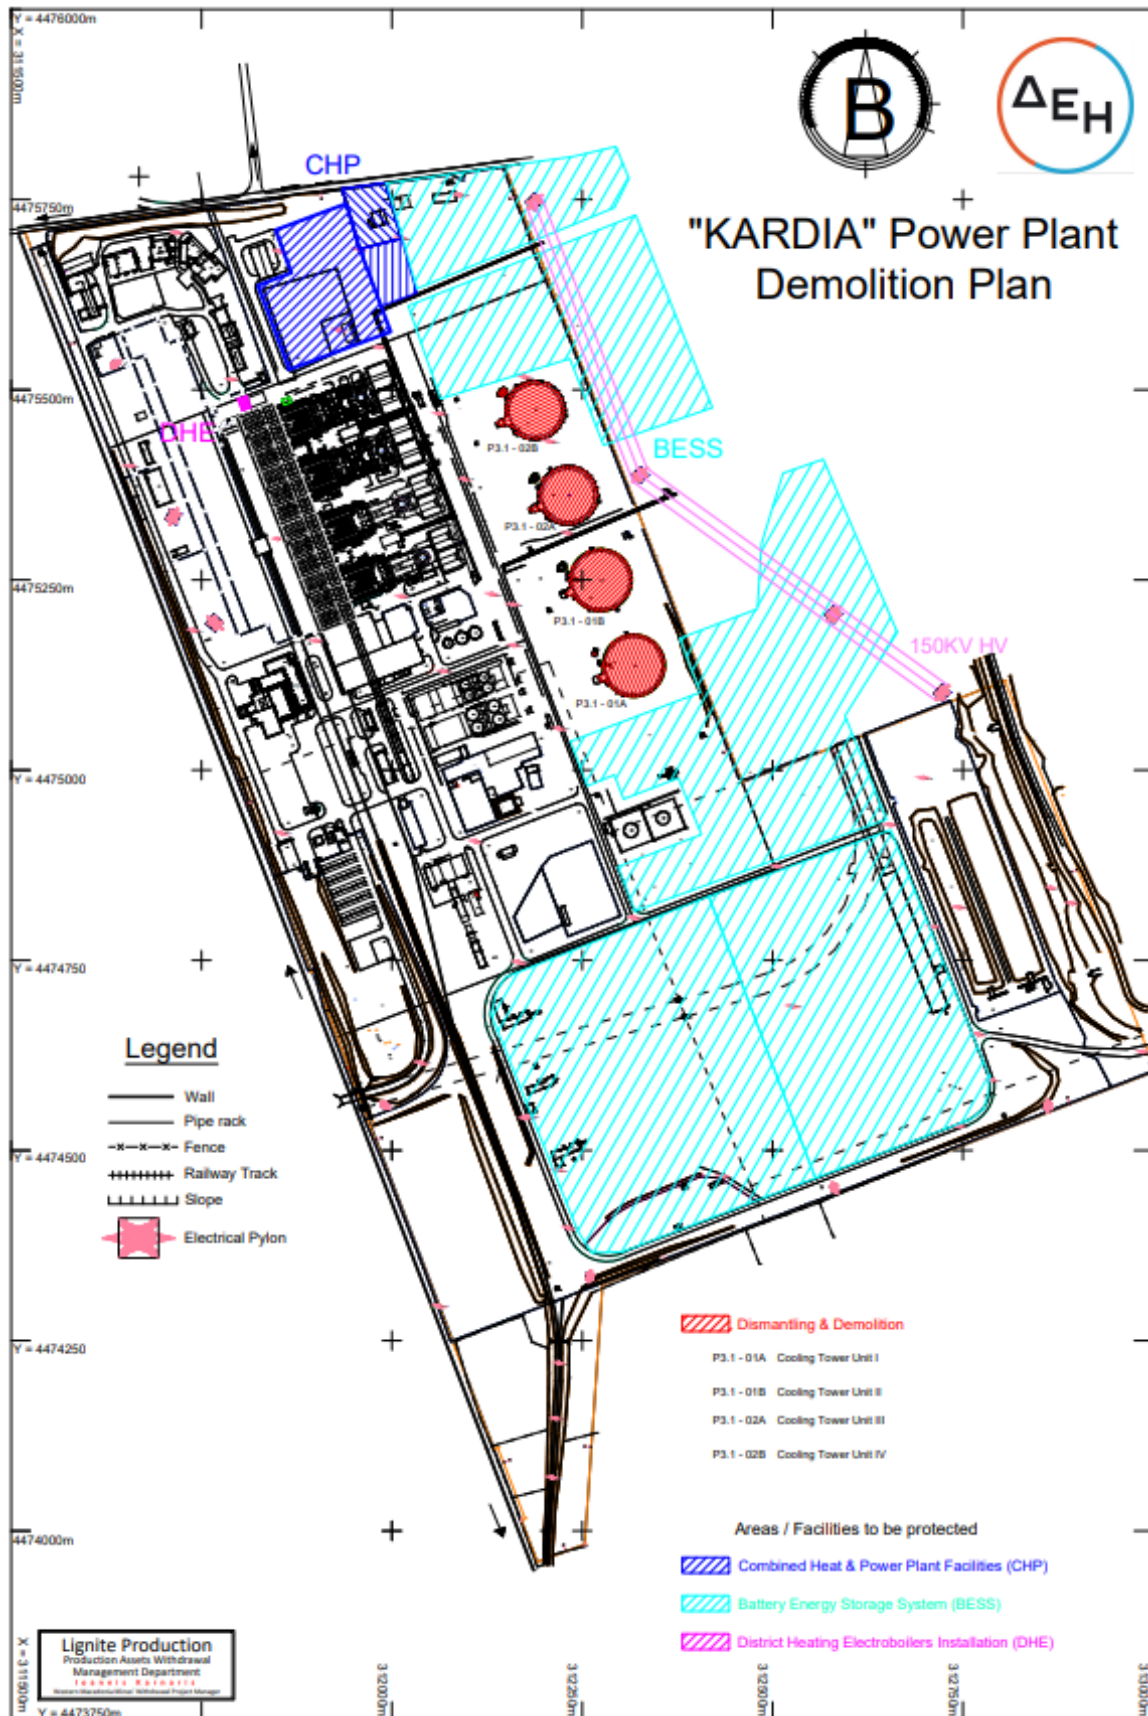 Y = 4476000m
X = 311500m
B
ΔEH
CHP
4475750m
"KARDIA" Power Plant
Demolition Plan
4475500m
DHE
P3.1 - 02B
BESS
P3.1 - 02A
4475250m
P3.1 - 01B
150KV HV
P3.1 - 01A
Y = 4475000
Y = 4474750
Legend
Wall
Pipe rack
Fence
Railway Track
Slope
Electrical Pylon
Y = 4474500
Y = 4474250
Dismantling & Demolition
P3.1 - 01A Cooling Tower Unit I
P3.1 - 01B Cooling Tower Unit II
P3.1 - 02A Cooling Tower Unit III
P3.1 - 02B Cooling Tower Unit IV
4474000m
Areas / Facilities to be protected
Combined Heat & Power Plant Facilities (CHP)
Battery Energy Storage System (BESS)
District Heating Electroboilers Installation (DHE)
Lignite Production
Production Assets Withdrawal
Management Department
X = 311500m
312000m
312250m
312500m
312750m
313000m
Y = 4473750m